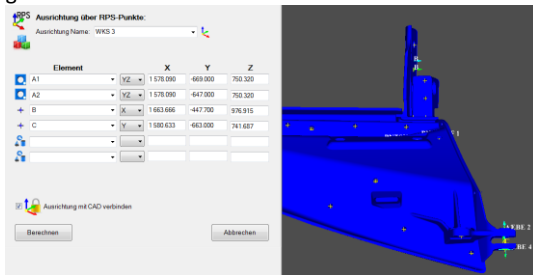 RPS Ausrichtung über RPS-Punkte:
Ausrichtung Name: WKS 3
Element X Y Z
A1 YZ 1 578.090 -669.000 750.320
A2 YZ 1 578.090 -647.000 750.320
B X 1 663.666 -447.700 976.915
C Y 1 580.633 -663.000 741.687
Ausrichtung mit CAD verbinden
Berechnen Abbrechen
EBE 2
BE 4